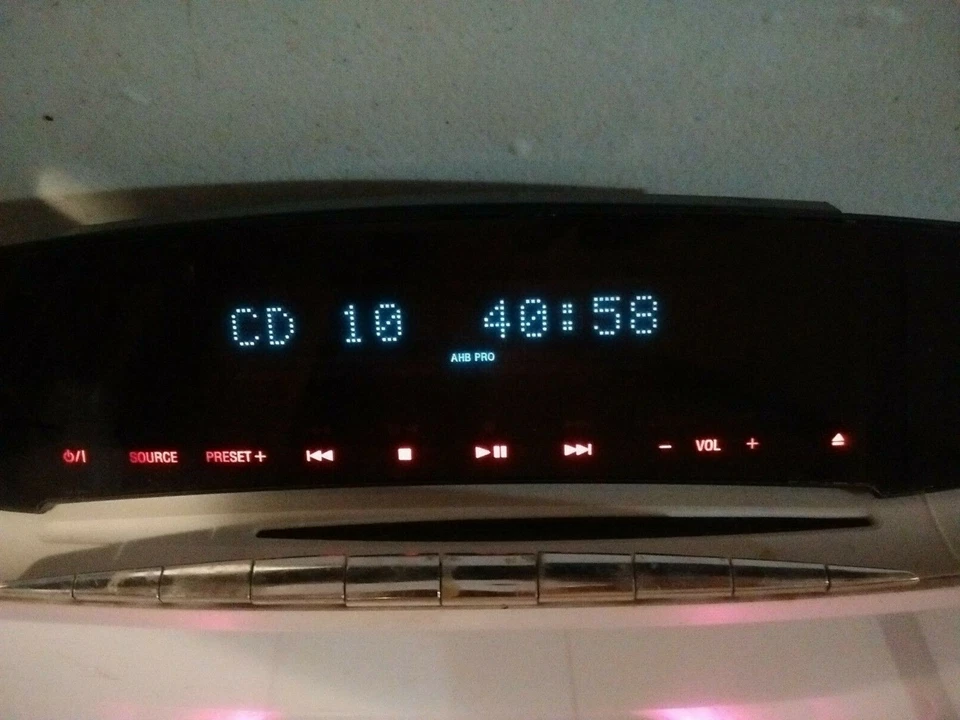 CD 10 40:58
AHB PRO
SOURCE PRESET+ - VOL +